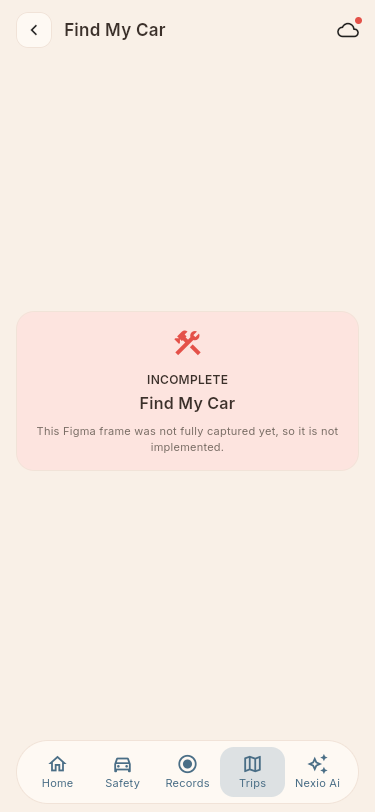 Find My Car
INCOMPLETE
Find My Car
This Figma frame was not fully captured yet, so it is not
implemented.
Home
Safety
Records
Trips
Nexio Ai